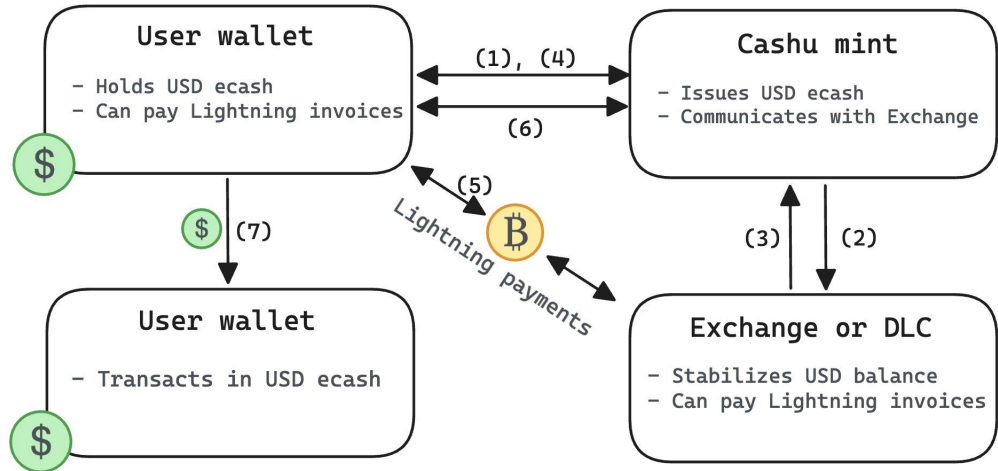 User wallet
- Holds USD ecash
- Can pay Lightning invoices
$
(1), (4)
(6)
Cashu mint
- Issues USD ecash
- Communicates with Exchange
$
(7)
(5)
₿
Lightning payments
(3)
(2)
User wallet
- Transacts in USD ecash
$
Exchange or DLC
- Stabilizes USD balance
- Can pay Lightning invoices